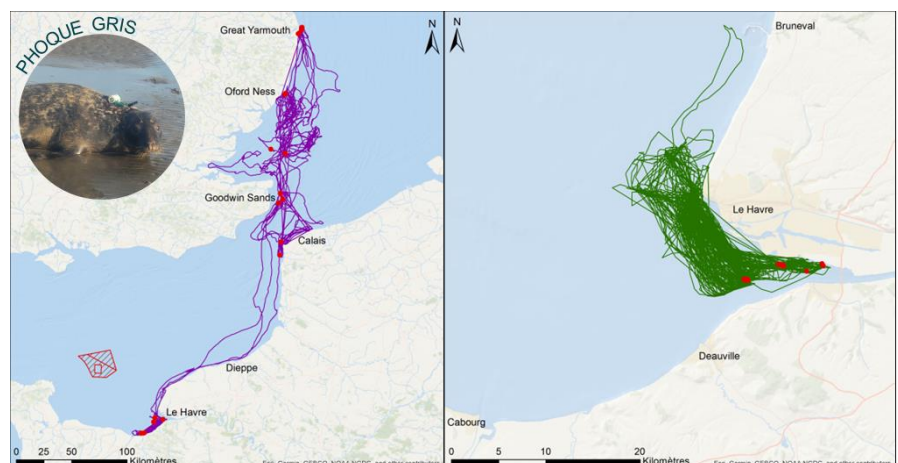 PHOQUE GRIS
N
Great Yarmouth
Oford Ness
Goodwin Sands
Calais
Dieppe
Le Havre
0 25 50 100
Kilomètres
N
Bruneval
Le Havre
Deauville
Cabourg
0 5 10 20
Kilomètres